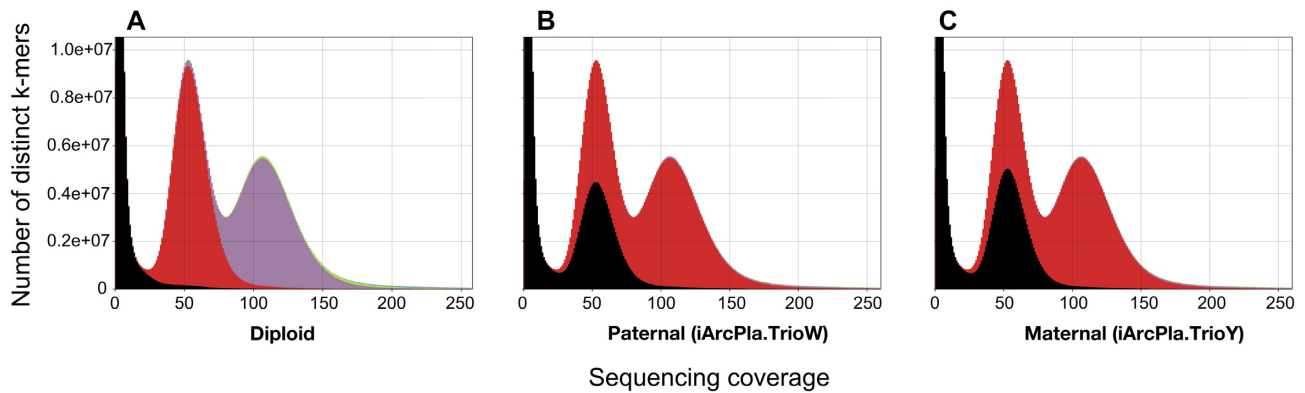 A
B
C
Number of distinct k-mers
1.0e+07
0.8e+07
0.6e+07
0.4e+07
0.2e+07
0
0 50 100 150 200 250
0 50 100 150 200 250
0 50 100 150 200 250
Diploid
Paternal (iArcPla.TrioW)
Maternal (iArcPla.TrioY)
Sequencing coverage